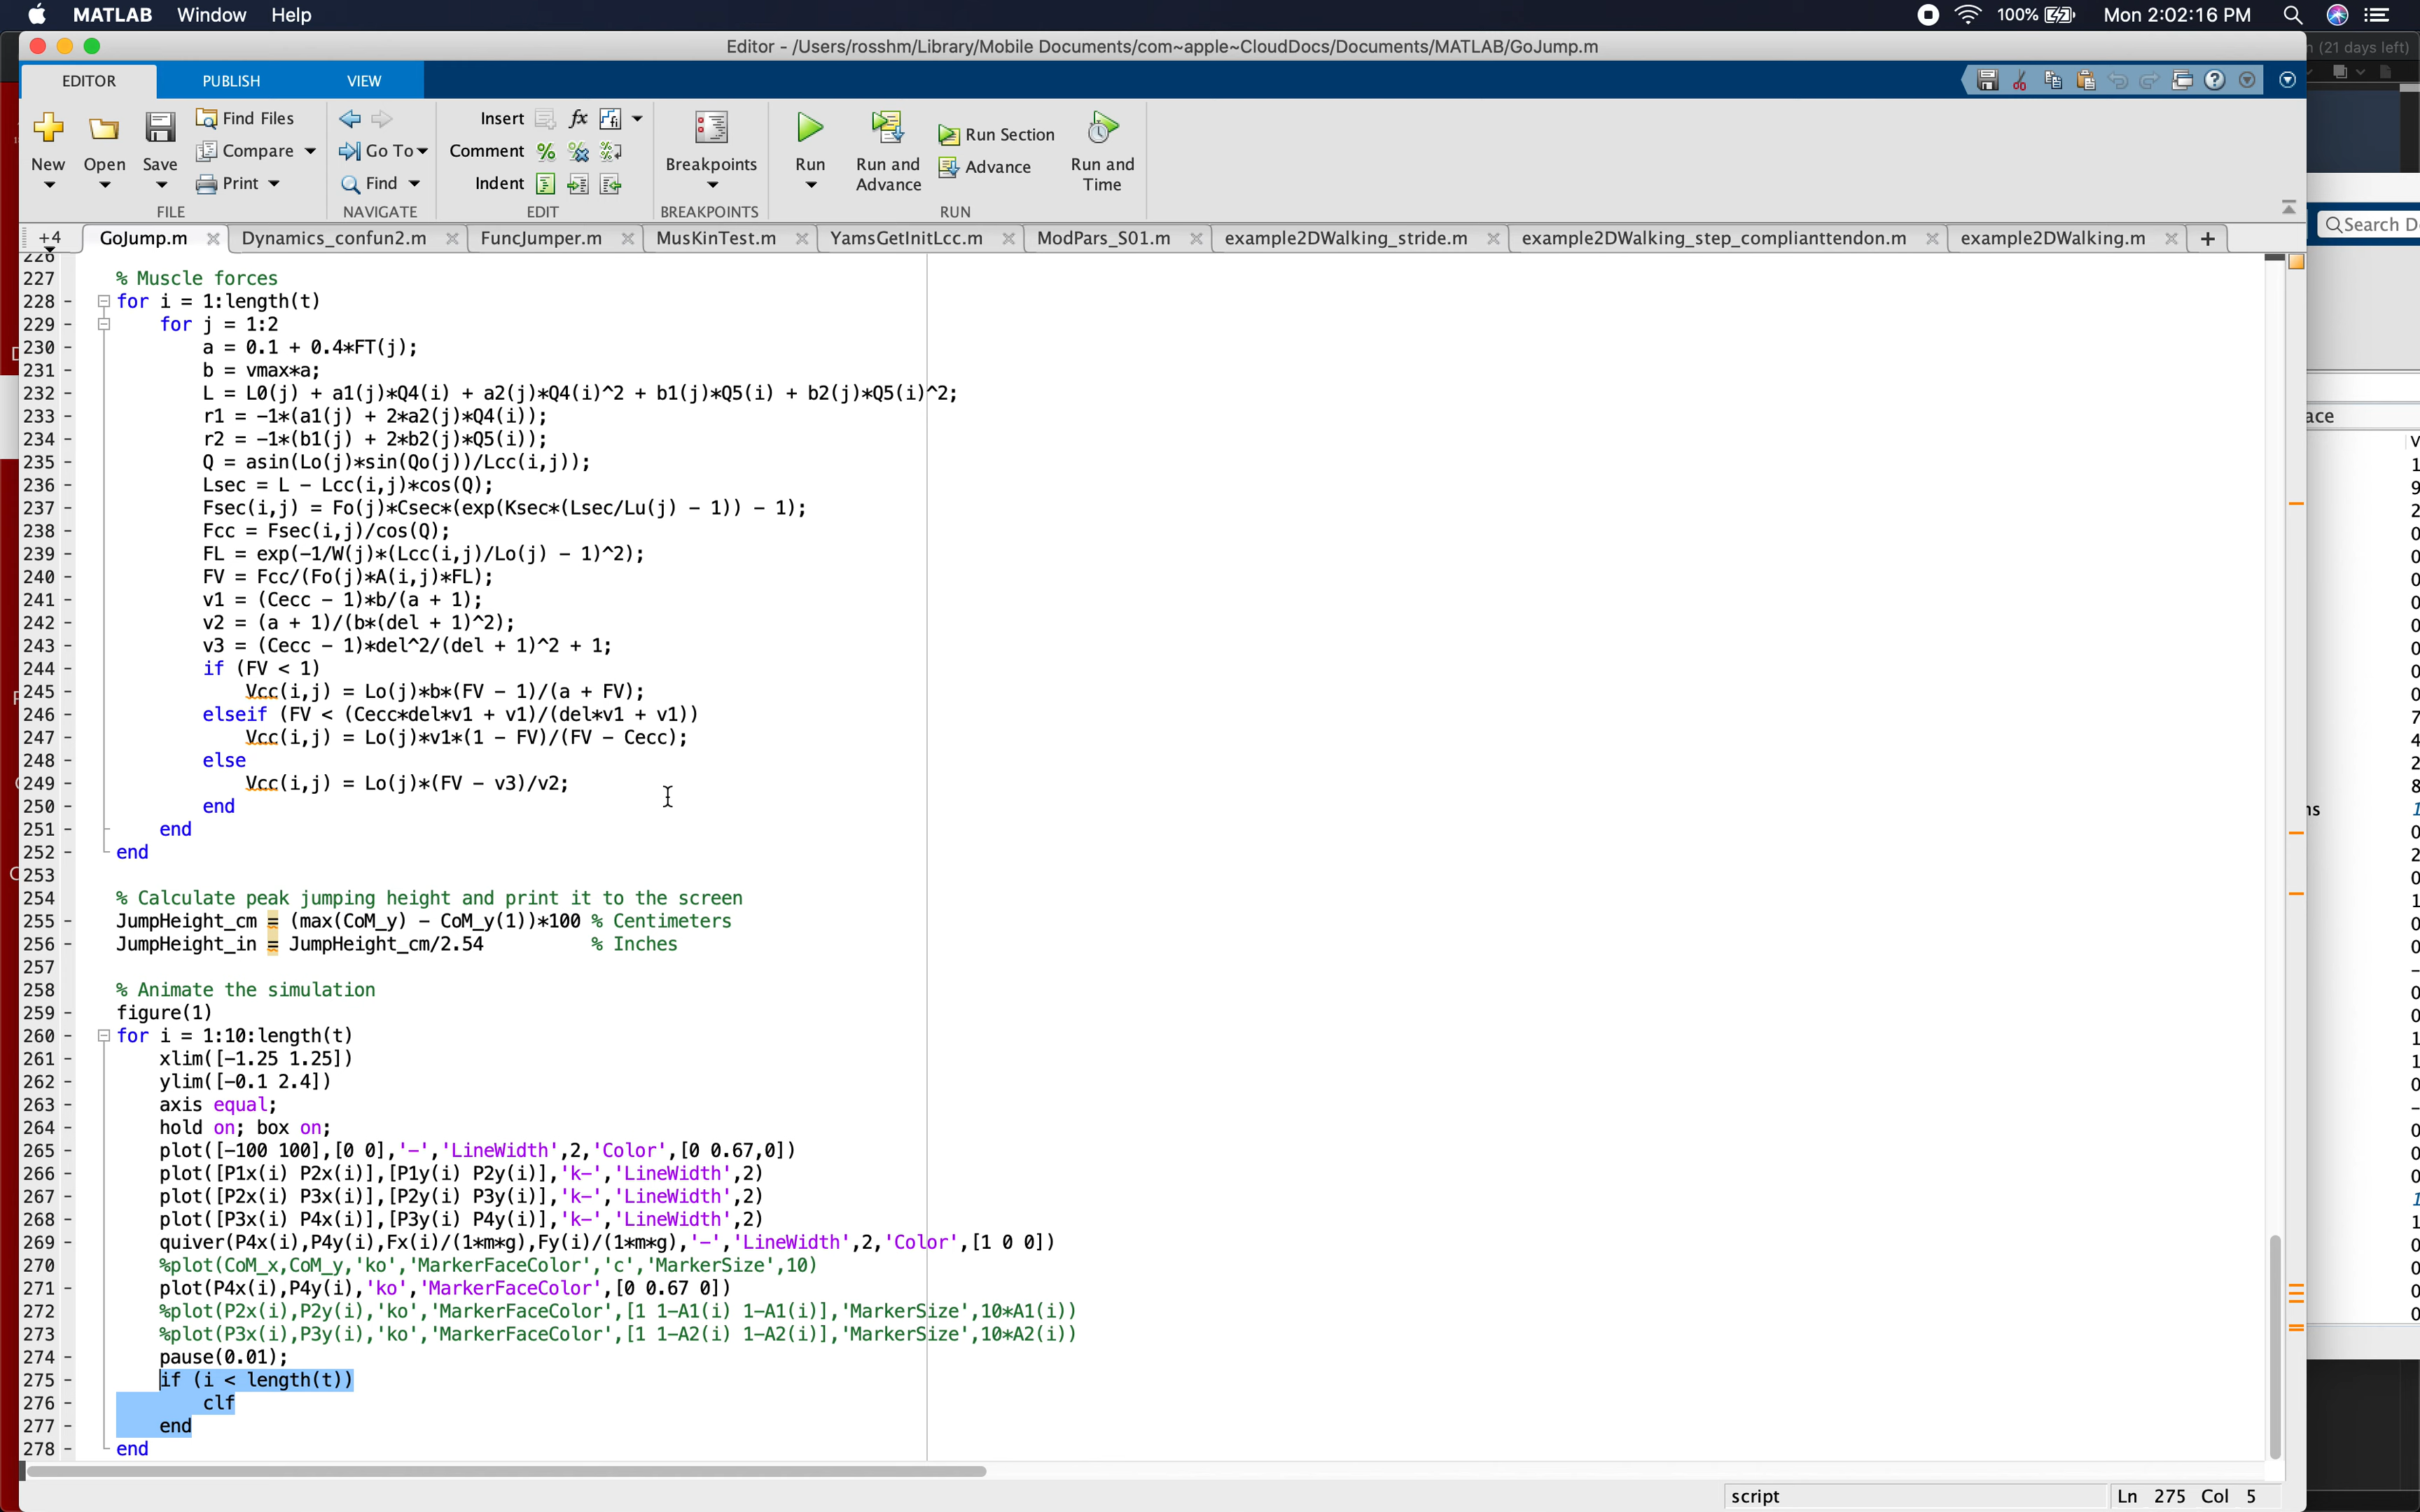 MATLAB Window Help 100% Mon 2:02:16 PM
Editor - /Users/rosshm/Library/Mobile Documents/com~apple~CloudDocs/Documents/MATLAB/GoJump.m
(21 days left)
EDITOR PUBLISH VIEW
New Open Save Find Files Compare Print
Go To Find
Insert Comment Indent
Breakpoints Run Run and Advance Run Section Advance Run and Time
FILE NAVIGATE EDIT BREAKPOINTS RUN
Search
+4 GoJump.m Dynamics_confun2.m FuncJumper.m MusKinTest.m YamsGetInitLcc.m ModPars_S01.m example2DWalking_stride.m example2DWalking_step_complianttendon.m example2DWalking.m +
226
227 % Muscle forces
228 - for i = 1:length(t)
229 - for j = 1:2
230 - a = 0.1 + 0.4*FT(j);
231 - b = vmax*a;
232 - L = L0(j) + a1(j)*Q4(i) + a2(j)*Q4(i)^2 + b1(j)*Q5(i) + b2(j)*Q5(i)^2;
233 - r1 = -1*(a1(j) + 2*a2(j)*Q4(i));
234 - r2 = -1*(b1(j) + 2*b2(j)*Q5(i));
235 - Q = asin(Lo(j)*sin(Qo(j))/Lcc(i,j));
236 - Lsec = L - Lcc(i,j)*cos(Q);
237 - Fsec(i,j) = Fo(j)*Csec*(exp(Ksec*(Lsec/Lu(j) - 1)) - 1);
238 - Fcc = Fsec(i,j)/cos(Q);
239 - FL = exp(-1/W(j)*(Lcc(i,j)/Lo(j) - 1)^2);
240 - FV = Fcc/(Fo(j)*A(i,j)*FL);
241 - v1 = (Cecc - 1)*b/(a + 1);
242 - v2 = (a + 1)/(b*(del + 1)^2);
243 - v3 = (Cecc - 1)*del^2/(del + 1)^2 + 1;
244 - if (FV < 1)
245 - Vcc(i,j) = Lo(j)*b*(FV - 1)/(a + FV);
246 - elseif (FV < (Cecc*del*v1 + v1)/(del*v1 + v1))
247 - Vcc(i,j) = Lo(j)*v1*(1 - FV)/(FV - Cecc);
248 - else
249 - Vcc(i,j) = Lo(j)*(FV - v3)/v2;
250 - end
251 - end
252 - end
253
254 % Calculate peak jumping height and print it to the screen
255 - JumpHeight_cm = (max(CoM_y) - CoM_y(1))*100 % Centimeters
256 - JumpHeight_in = JumpHeight_cm/2.54 % Inches
257
258 % Animate the simulation
259 - figure(1)
260 - for i = 1:10:length(t)
261 - xlim([-1.25 1.25])
262 - ylim([-0.1 2.4])
263 - axis equal;
264 - hold on; box on;
265 - plot([-100 100],[0 0],'-','LineWidth',2,'Color',[0 0.67,0])
266 - plot([P1x(i) P2x(i)],[P1y(i) P2y(i)],'k-','LineWidth',2)
267 - plot([P2x(i) P3x(i)],[P2y(i) P3y(i)],'k-','LineWidth',2)
268 - plot([P3x(i) P4x(i)],[P3y(i) P4y(i)],'k-','LineWidth',2)
269 - quiver(P4x(i),P4y(i),Fx(i)/(1*m*g),Fy(i)/(1*m*g),'-','LineWidth',2,'Color',[1 0 0])
270 %plot(CoM_x,CoM_y,'ko','MarkerFaceColor','c','MarkerSize',10)
271 - plot(P4x(i),P4y(i),'ko','MarkerFaceColor',[0 0.67 0])
272 %plot(P2x(i),P2y(i),'ko','MarkerFaceColor',[1 1-A1(i) 1-A1(i)],'MarkerSize',10*A1(i))
273 %plot(P3x(i),P3y(i),'ko','MarkerFaceColor',[1 1-A2(i) 1-A2(i)],'MarkerSize',10*A2(i))
274 - pause(0.01);
275 - if (i < length(t))
276 - clf
277 - end
278 - end
script Ln 275 Col 5